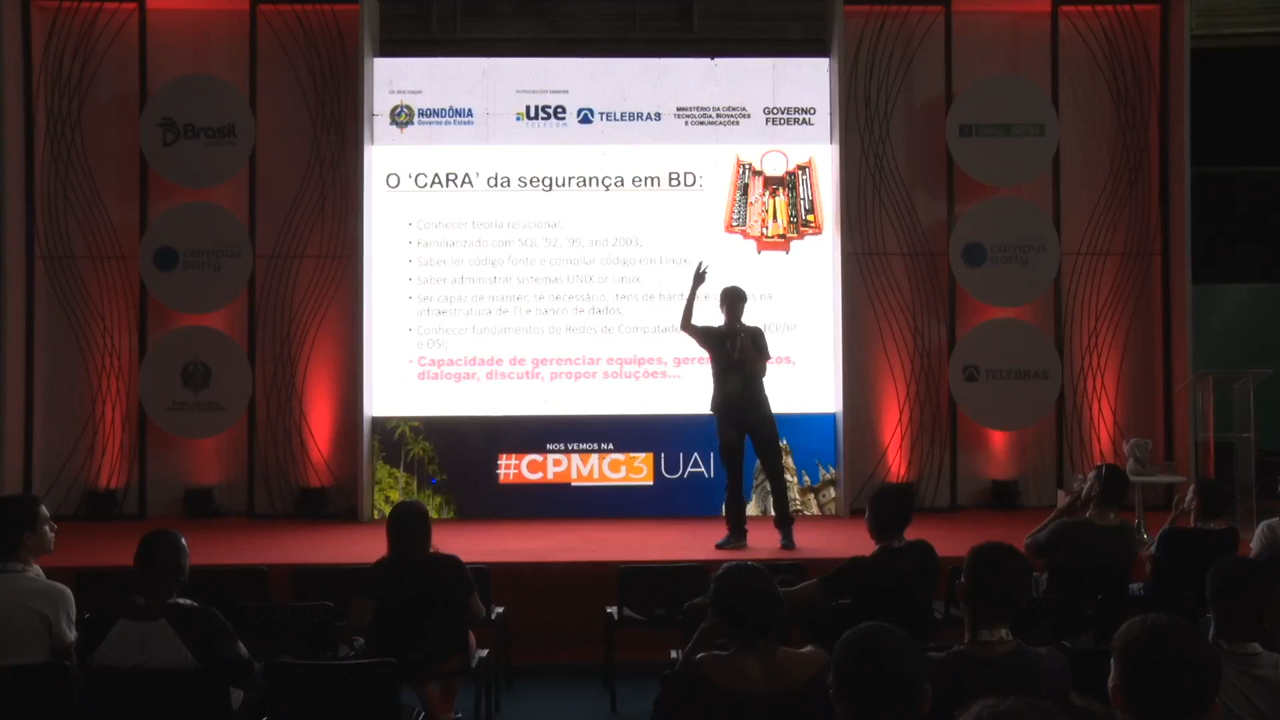 RONDÔNIA
Governo do Estado
use
TELECOM
TELEBRAS
MINISTÉRIO DA CIÊNCIA,
TECNOLOGIA, INOVAÇÕES
E COMUNICAÇÕES
GOVERNO
FEDERAL
O ‘CARA’ da segurança em BD:
• Conhecer teoria relacional;
• Familiarizado com SQL '92, '99, and 2003;
• Saber ler código fonte e compilar código em Linux;
• Saber administrar sistemas UNIX or Linux.
• Ser capaz de manter, se necessário, itens de na
infraestrutura de TI e banco de dados;
• Conhecer fundamentos de Redes de TCP/IP
e OSI;
• Capacidade de gerenciar equipes,
dialogar, discutir, propor soluções...
NOS VEMOS NA
#CPMG3 UAI
Brasil
campus
party
campus
party
TELEBRAS